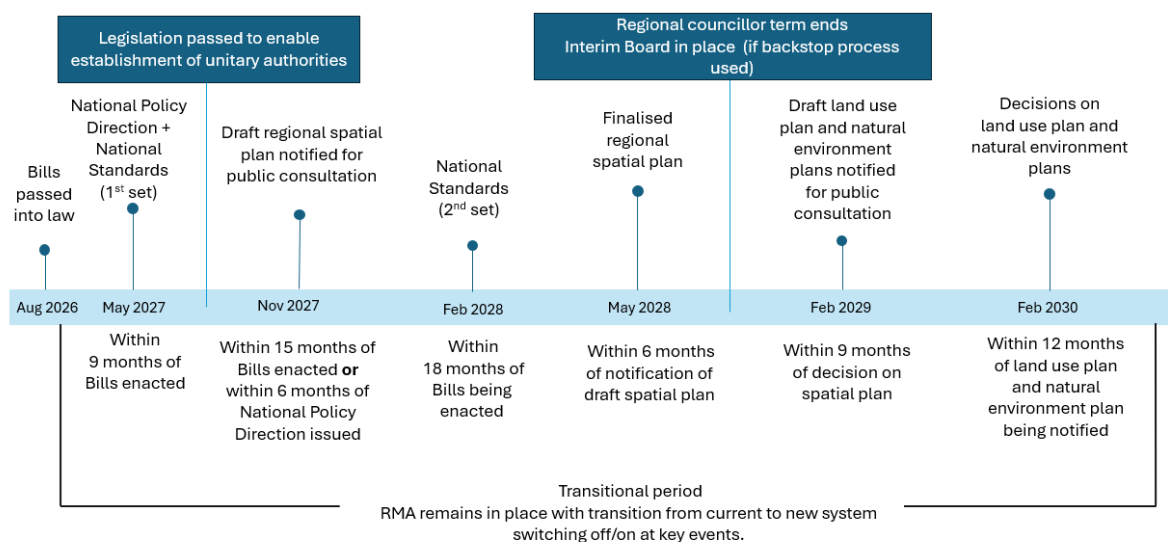 Legislation passed to enable
establishment of unitary authorities
Regional councillor term ends
Interim Board in place (if backstop process
used)
Bills
passed
into law
National Policy
Direction +
National
Standards
(1st set)
Draft regional spatial
plan notified for
public consultation
National
Standards
(2nd set)
Finalised
regional
spatial plan
Draft land use
plan and natural
environment
plans notified
for public
consultation
Decisions on
land use plan and
natural environment
plans
Aug 2026
May 2027
Nov 2027
Feb 2028
May 2028
Feb 2029
Feb 2030
Within
9 months of
Bills enacted
Within 15 months of
Bills enacted or
within 6 months of
National Policy
Direction issued
Within
18 months of
Bills being
enacted
Within 6 months
of notification of
draft spatial plan
Within 9 months
of decision on
spatial plan
Within 12 months
of land use plan
and natural
environment plan
being notified
Transitional period
RMA remains in place with transition from current to new system
switching off/on at key events.